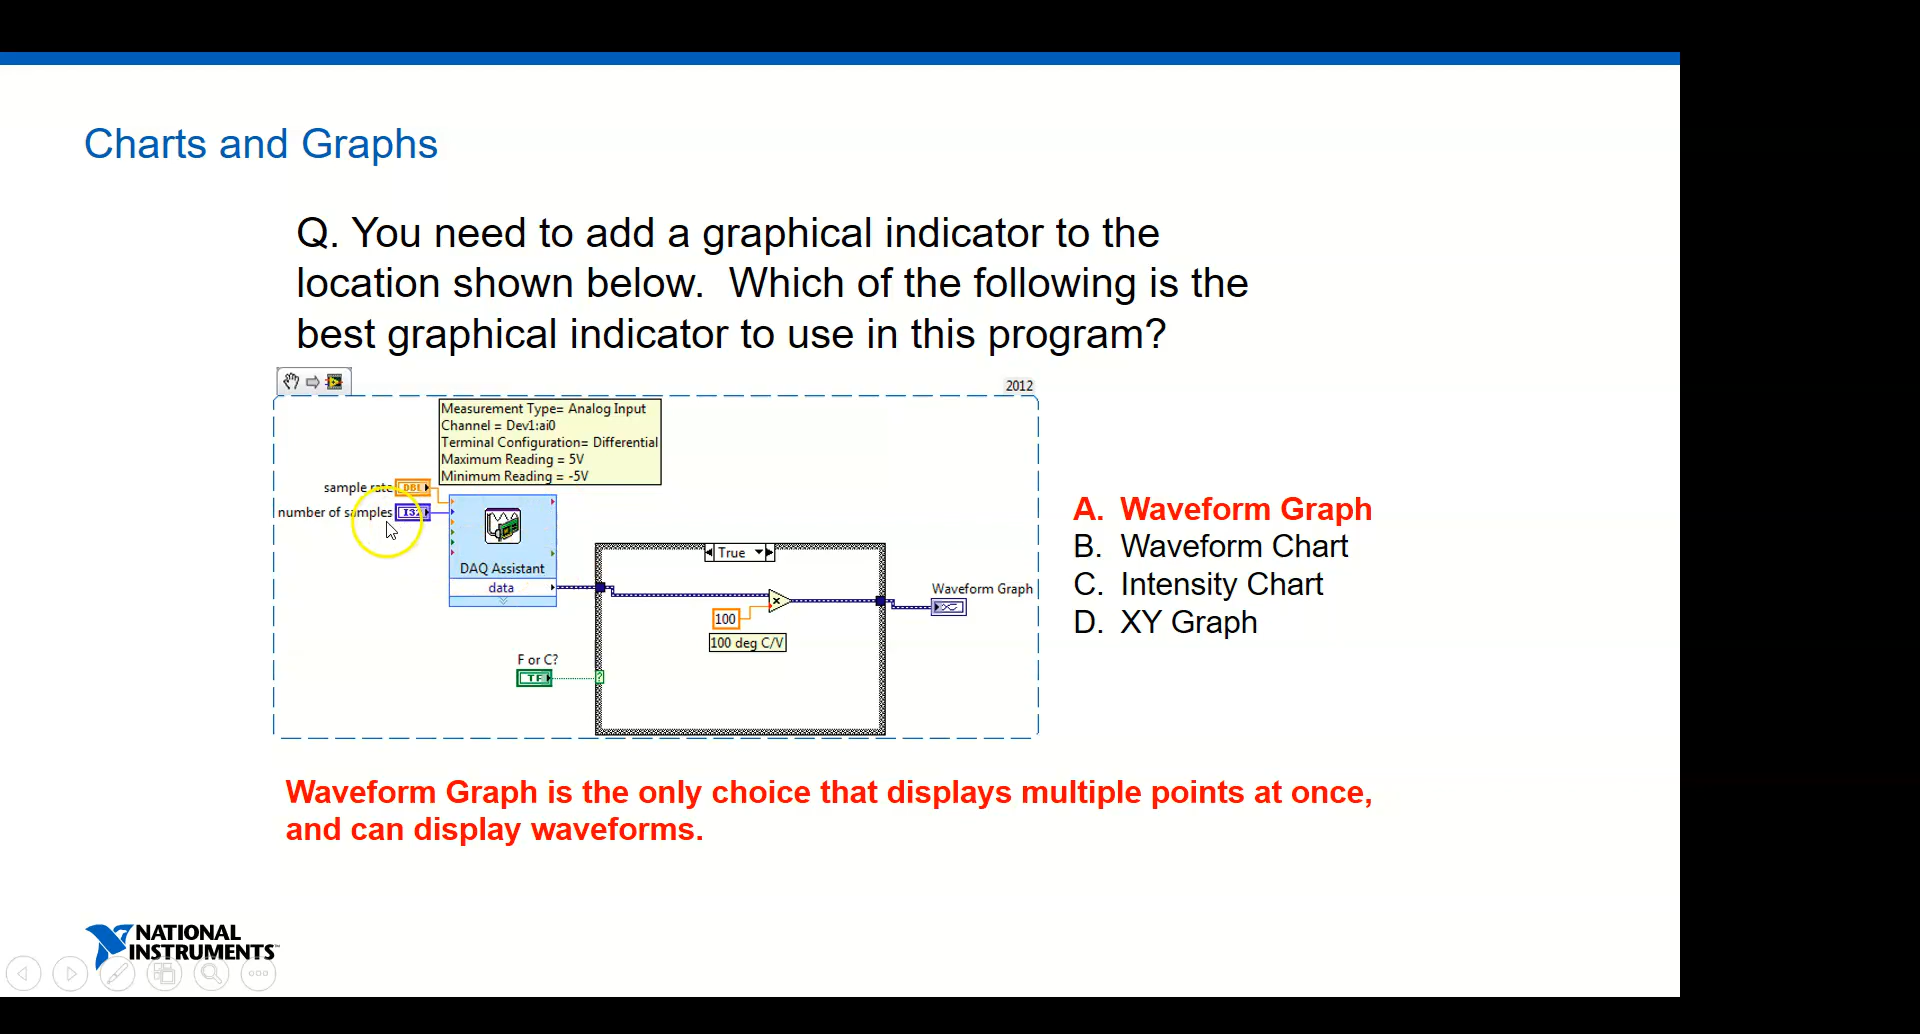 Charts and Graphs
Q. You need to add a graphical indicator to the
location shown below.  Which of the following is the
best graphical indicator to use in this program?
2012
Measurement Type= Analog Input
Channel = Dev1:ai0
Terminal Configuration= Differential
Maximum Reading = 5V
Minimum Reading = -5V
sample rate
DBL
number of samples
I32
DAQ Assistant
data
True
100
100 deg C/V
F or C?
TF
?
Waveform Graph
A. Waveform Graph
B. Waveform Chart
C. Intensity Chart
D. XY Graph
Waveform Graph is the only choice that displays multiple points at once,
and can display waveforms.
NATIONAL
INSTRUMENTS